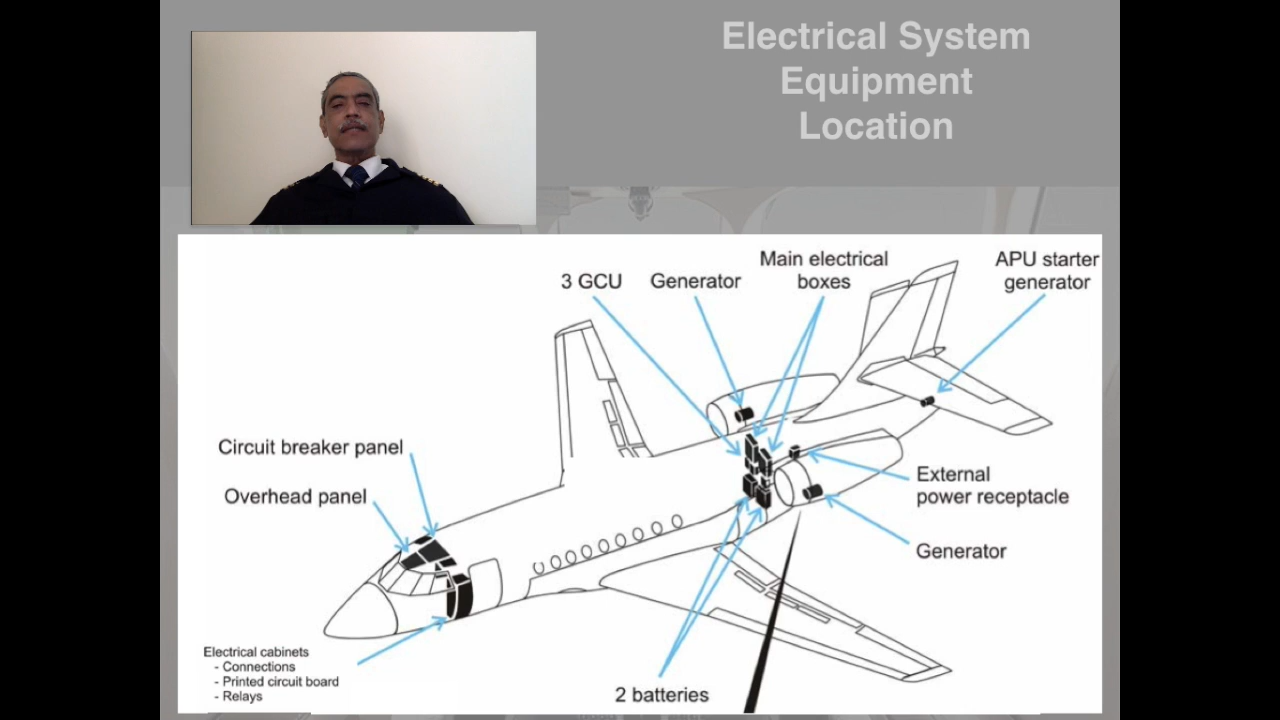 Electrical System
Equipment
Location
3 GCU
Generator
Main electrical
boxes
APU starter
generator
Circuit breaker panel
Overhead panel
External
power receptacle
Generator
Electrical cabinets
- Connections
- Printed circuit board
- Relays
2 batteries